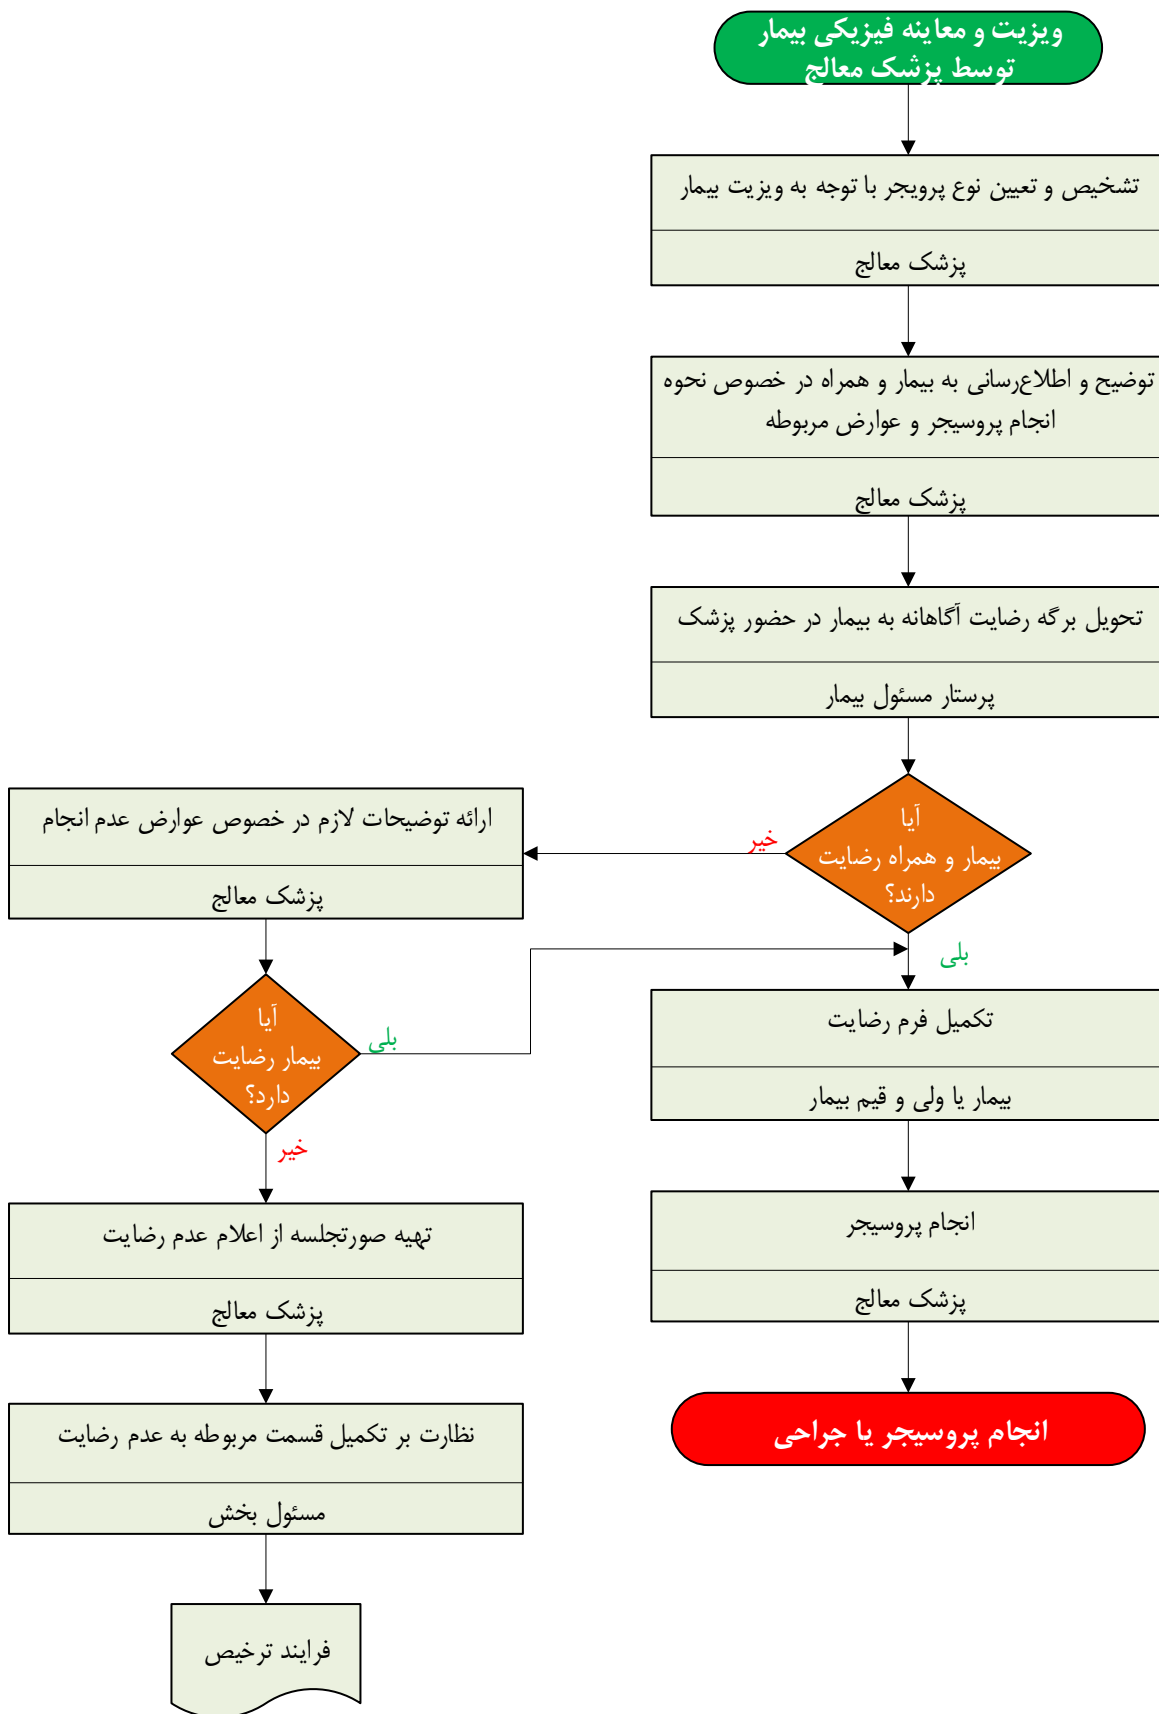 ویزیت و معاینه فیزیکی بیمار
توسط پزشک معالج
تشخیص و تعیین نوع پرویجر با توجه به ویزیت بیمار
پزشک معالج
توضیح و اطلاع‌رسانی به بیمار و همراه در خصوص نحوه
انجام پروسیجر و عوارض مربوطه
پزشک معالج
تحویل برگه رضایت آگاهانه به بیمار در حضور پزشک
پرستار مسئول بیمار
آیا
بیمار و همراه رضایت
دارند؟
خیر
بلی
ارائه توضیحات لازم در خصوص عوارض عدم انجام
پزشک معالج
آیا
بیمار رضایت
دارد؟
بلی
خیر
تکمیل فرم رضایت
بیمار یا ولی و قیم بیمار
انجام پروسیجر
پزشک معالج
انجام پروسیجر یا جراحی
تهیه صورتجلسه از اعلام عدم رضایت
پزشک معالج
نظارت بر تکمیل قسمت مربوطه به عدم رضایت
مسئول بخش
فرایند ترخیص